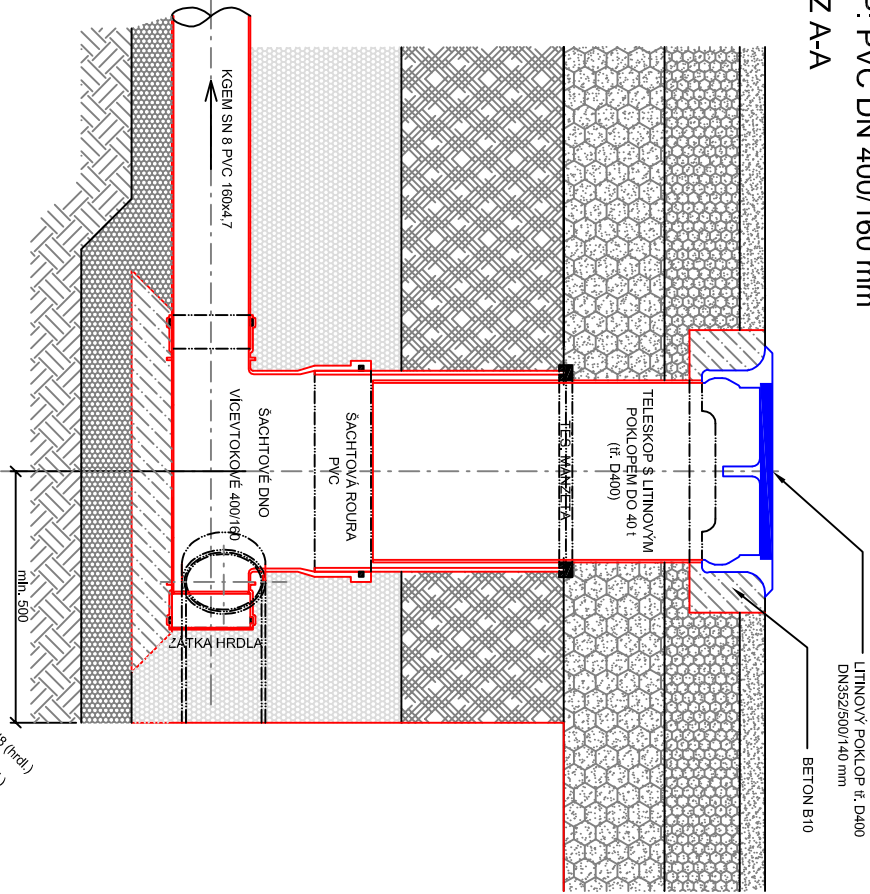 PVC DN 400/160 mm
Z A-A
LITINOVÝ POKLOP tř. D400
DN352/500/140 mm
BETON B10
TELESKOP S LITINOVÝM
POKLOPEM DO 40 t
(tř. D400)
TĚS. MANŽETA
ŠACHTOVÁ ROURA
PVC
ŠACHTOVÉ DNO
VÍCEVTOKOVÉ 400/160
KGEM SN 8 PVC 160x4,7
ZÁTKA HRDLA
min. 500
(hrdl.)